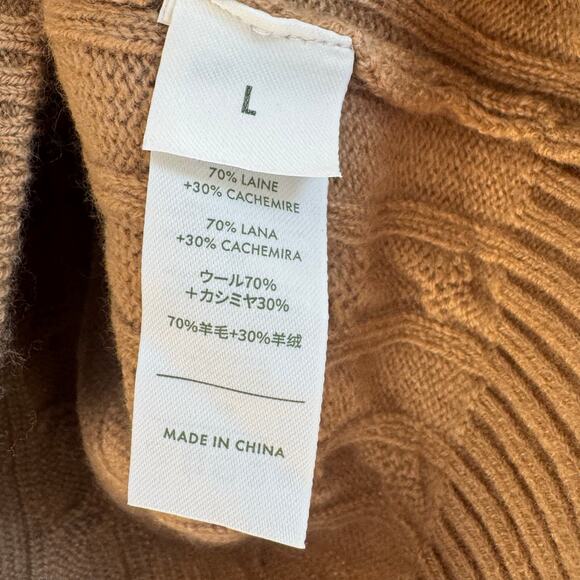 L
70% LAINE
+30% CACHEMIRE
70% LANA
+30% CACHEMIRA
ウール70%
＋カシミヤ30%
70%羊毛+30%羊绒
MADE IN CHINA